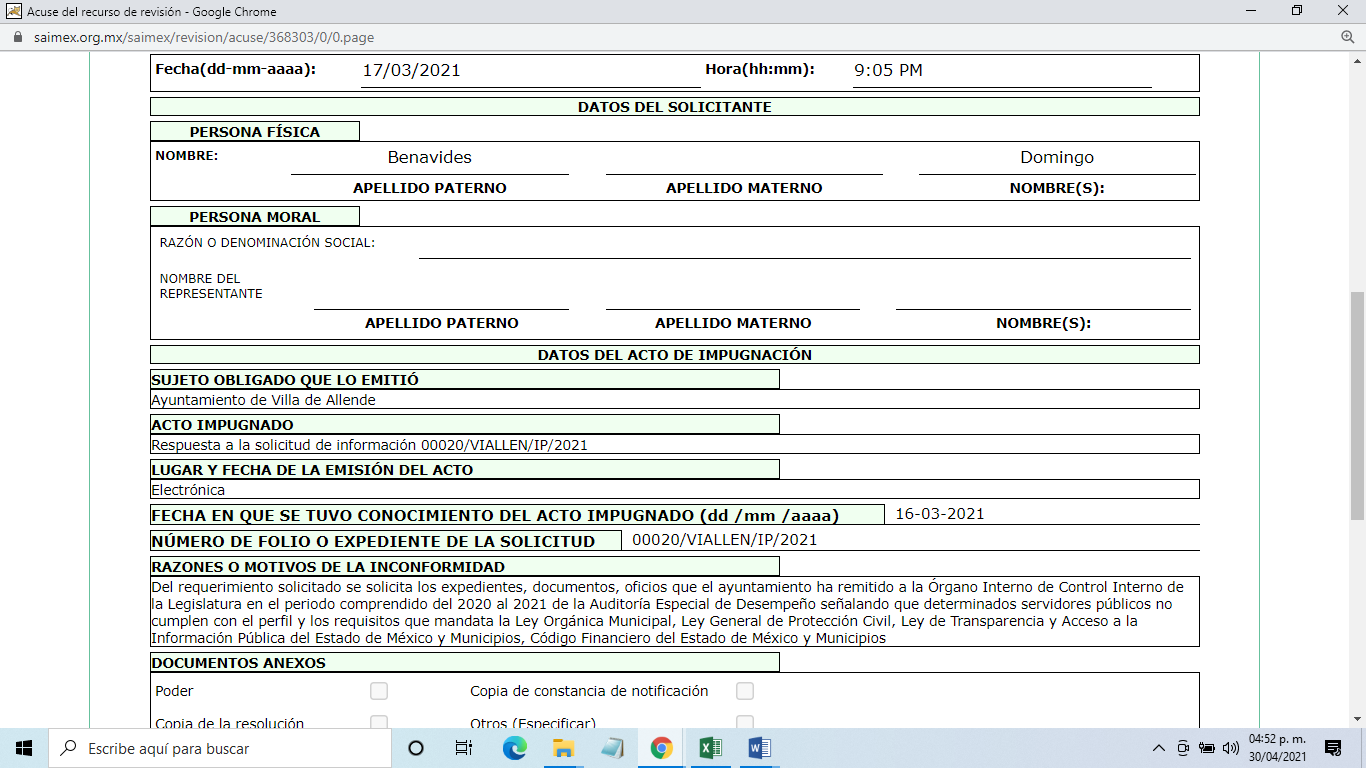 Acuse del recurso de revisión - Google Chrome
saimex.org.mx/saimex/revision/acuse/368303/0/0.page
Fecha(dd-mm-aaaa): 17/03/2021 Hora(hh:mm): 9:05 PM
DATOS DEL SOLICITANTE
PERSONA FÍSICA
NOMBRE: Benavides Domingo
APELLIDO PATERNO APELLIDO MATERNO NOMBRE(S):
PERSONA MORAL
RAZÓN O DENOMINACIÓN SOCIAL:
NOMBRE DEL
REPRESENTANTE
APELLIDO PATERNO APELLIDO MATERNO NOMBRE(S):
DATOS DEL ACTO DE IMPUGNACIÓN
SUJETO OBLIGADO QUE LO EMITIÓ
Ayuntamiento de Villa de Allende
ACTO IMPUGNADO
Respuesta a la solicitud de información 00020/VIALLEN/IP/2021
LUGAR Y FECHA DE LA EMISIÓN DEL ACTO
Electrónica
FECHA EN QUE SE TUVO CONOCIMIENTO DEL ACTO IMPUGNADO (dd /mm /aaaa) 16-03-2021
NÚMERO DE FOLIO O EXPEDIENTE DE LA SOLICITUD 00020/VIALLEN/IP/2021
RAZONES O MOTIVOS DE LA INCONFORMIDAD
Del requerimiento solicitado se solicita los expedientes, documentos, oficios que el ayuntamiento ha remitido a la Órgano Interno de Control Interno de
la Legislatura en el periodo comprendido del 2020 al 2021 de la Auditoría Especial de Desempeño señalando que determinados servidores públicos no
cumplen con el perfil y los requisitos que mandata la Ley Orgánica Municipal, Ley General de Protección Civil, Ley de Transparencia y Acceso a la
Información Pública del Estado de México y Municipios, Código Financiero del Estado de México y Municipios
DOCUMENTOS ANEXOS
Poder Copia de constancia de notificación
Copia de la resolución Otros (Especificar)
Escribe aquí para buscar
04:52 p. m.
30/04/2021